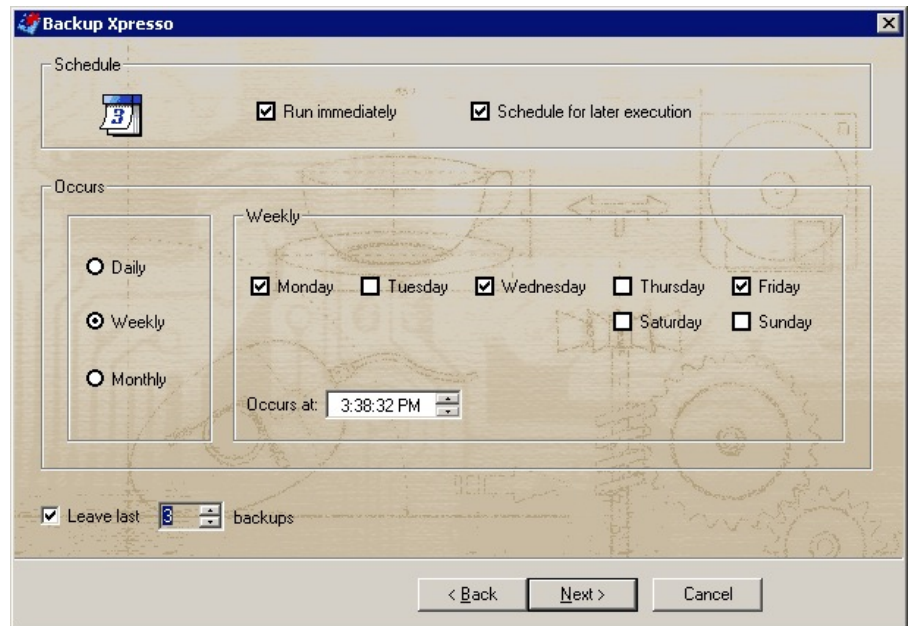 Backup Xpresso
Schedule
3
Run immediately Schedule for later execution
Occurs
Weekly
Daily
Monday Tuesday Wednesday Thursday Friday
Weekly
Saturday Sunday
Monthly
Occurs at: 3:38:32 PM
Leave last 3 backups
< Back Next > Cancel